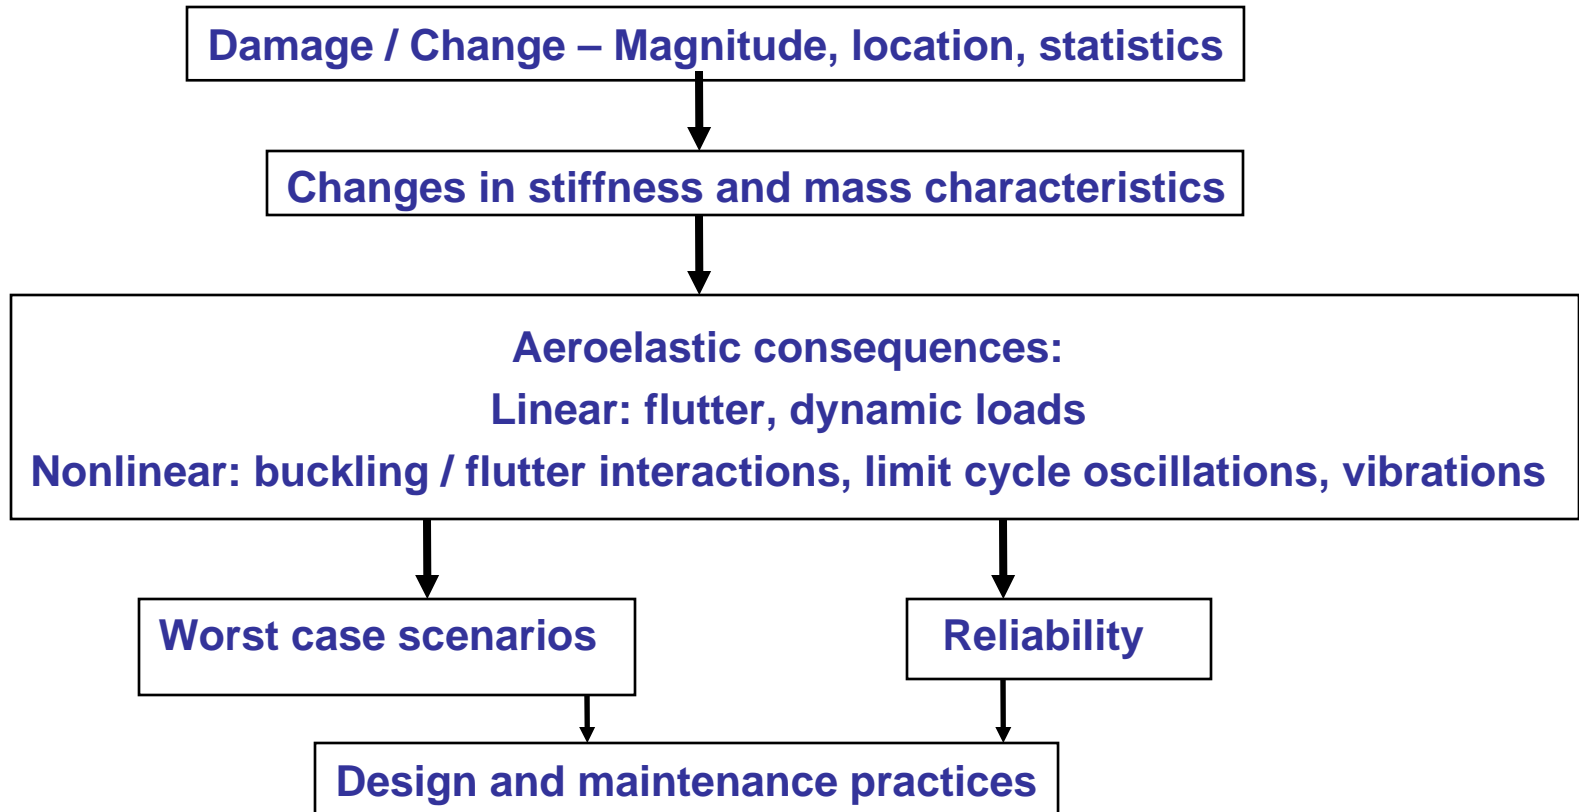 Damage / Change – Magnitude, location, statistics
Changes in stiffness and mass characteristics
Aeroelastic consequences:
Linear: flutter, dynamic loads
Nonlinear: buckling / flutter interactions, limit cycle oscillations, vibrations
Worst case scenarios
Reliability
Design and maintenance practices